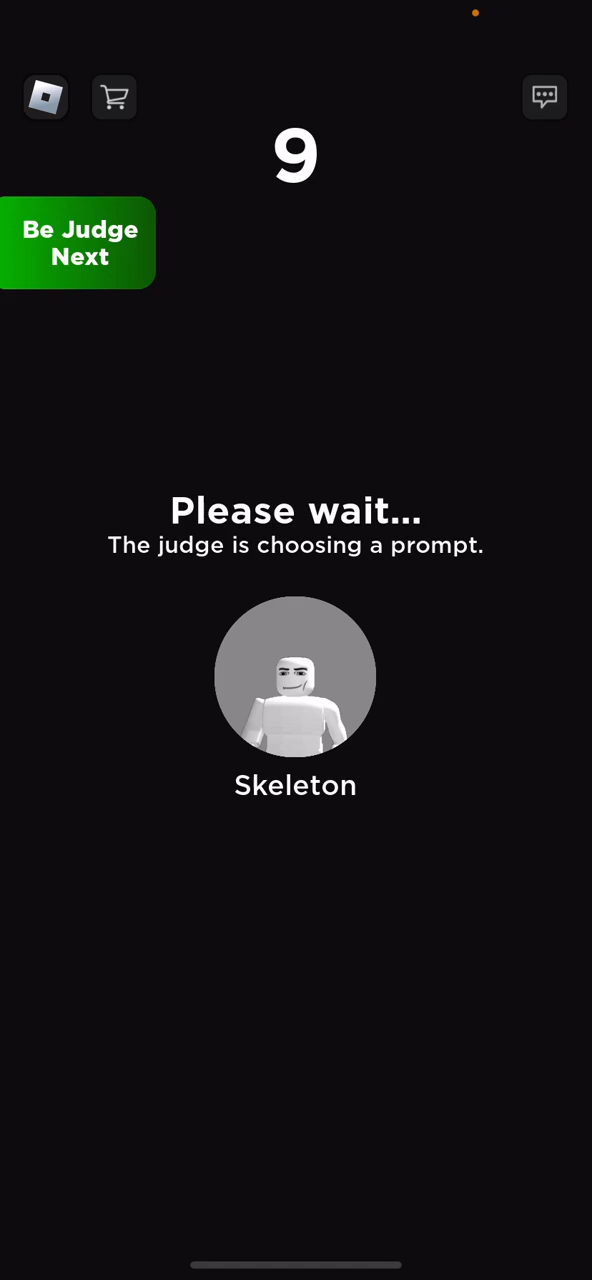 9
Be Judge
Next
Please wait...
The judge is choosing a prompt.
Skeleton